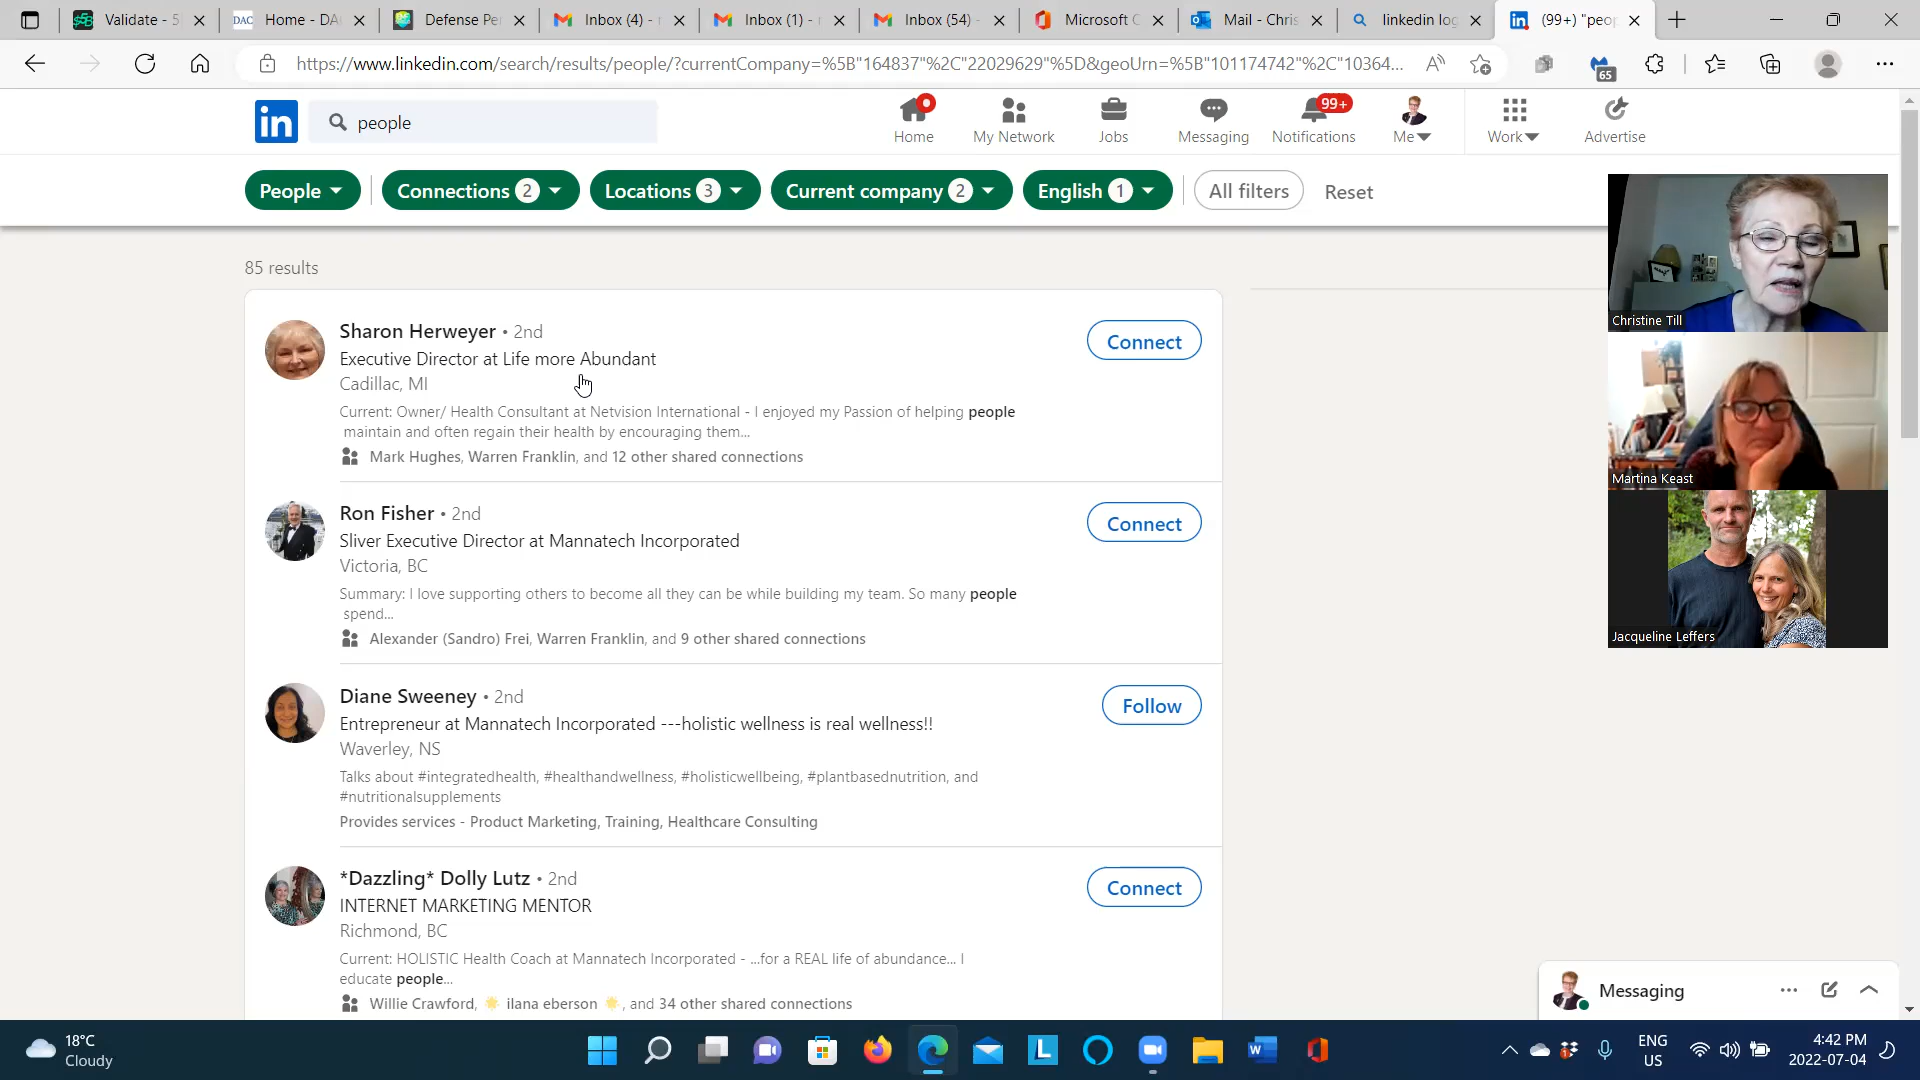 Validate - 5
Home - DA
DAC
Defense Pe
Inbox (4) -
Inbox (1) -
Inbox (54) -
Microsoft
Mail - Chris
linkedin log
(99+) "peop
https://www.linkedin.com/search/results/people/?currentCompany=%5B"164837"%2C"22029629"%5D&geoUrn=%5B"101174742"%2C"10364...
65
in
people
Home
My Network
Jobs
Messaging
99+
Notifications
Me
Work
Advertise
People
Connections 2
Locations 3
Current company 2
English 1
All filters
Reset
85 results
Sharon Herweyer • 2nd
Executive Director at Life more Abundant
Cadillac, MI
Current: Owner/ Health Consultant at Netvision International - I enjoyed my Passion of helping people
maintain and often regain their health by encouraging them...
Mark Hughes, Warren Franklin, and 12 other shared connections
Connect
Ron Fisher • 2nd
Sliver Executive Director at Mannatech Incorporated
Victoria, BC
Summary: I love supporting others to become all they can be while building my team. So many people
spend...
Alexander (Sandro) Frei, Warren Franklin, and 9 other shared connections
Connect
Diane Sweeney • 2nd
Entrepreneur at Mannatech Incorporated ---holistic wellness is real wellness!!
Waverley, NS
Talks about #integratedhealth, #healthandwellness, #holisticwellbeing, #plantbasednutrition, and
#nutritionalsupplements
Provides services - Product Marketing, Training, Healthcare Consulting
Follow
*Dazzling* Dolly Lutz • 2nd
INTERNET MARKETING MENTOR
Richmond, BC
Current: HOLISTIC Health Coach at Mannatech Incorporated - ...for a REAL life of abundance... I
educate people...
Willie Crawford, 🌟 ilana eberson 🌟, and 34 other shared connections
Connect
Christine Till
Martina Keast
Jacqueline Leffers
Messaging
18°C
Cloudy
ENG
US
4:42 PM
2022-07-04